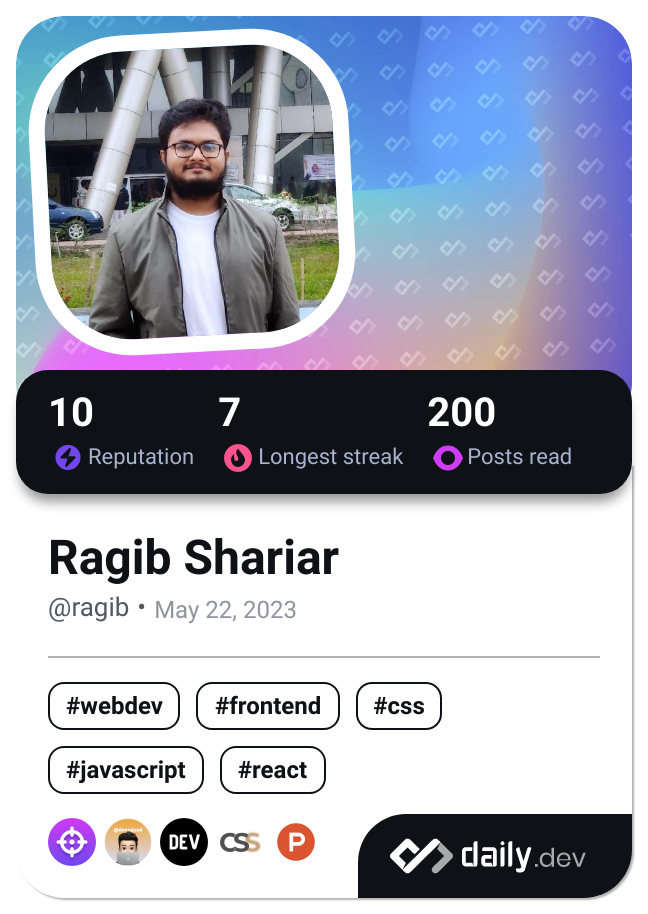 10 7 200
Reputation Longest streak Posts read
Ragib Shariar
@ragib • May 22, 2023
#webdev #frontend #css
#javascript #react
DEV CSS P
daily.dev